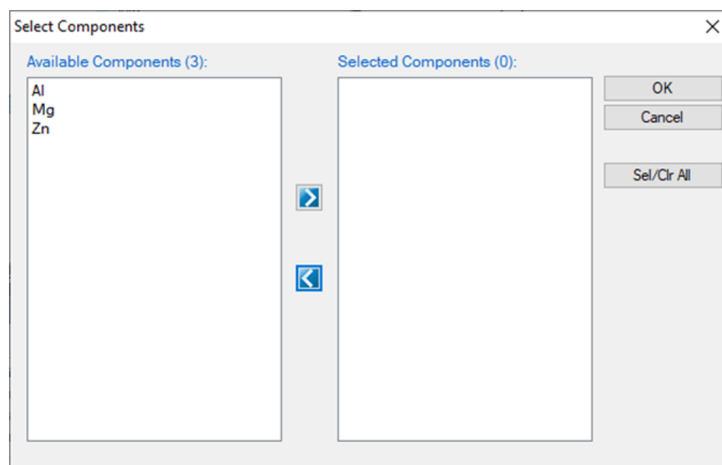 Select Components
Available Components (3):
Selected Components (0):
Al
Mg
Zn
OK
Cancel
Sel/Clr All